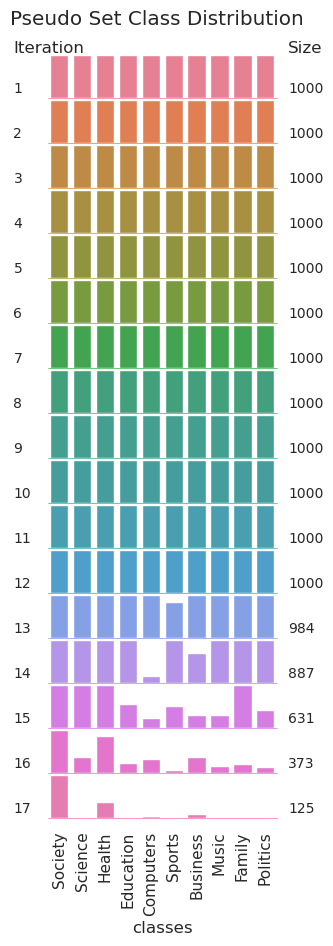 Pseudo Set Class Distribution
Iteration Size
1 1000
2 1000
3 1000
4 1000
5 1000
6 1000
7 1000
8 1000
9 1000
10 1000
11 1000
12 1000
13 984
14 887
15 631
16 373
17 125
Society
Science
Health
Education
Computers
Sports
Business
Music
Family
Politics
classes